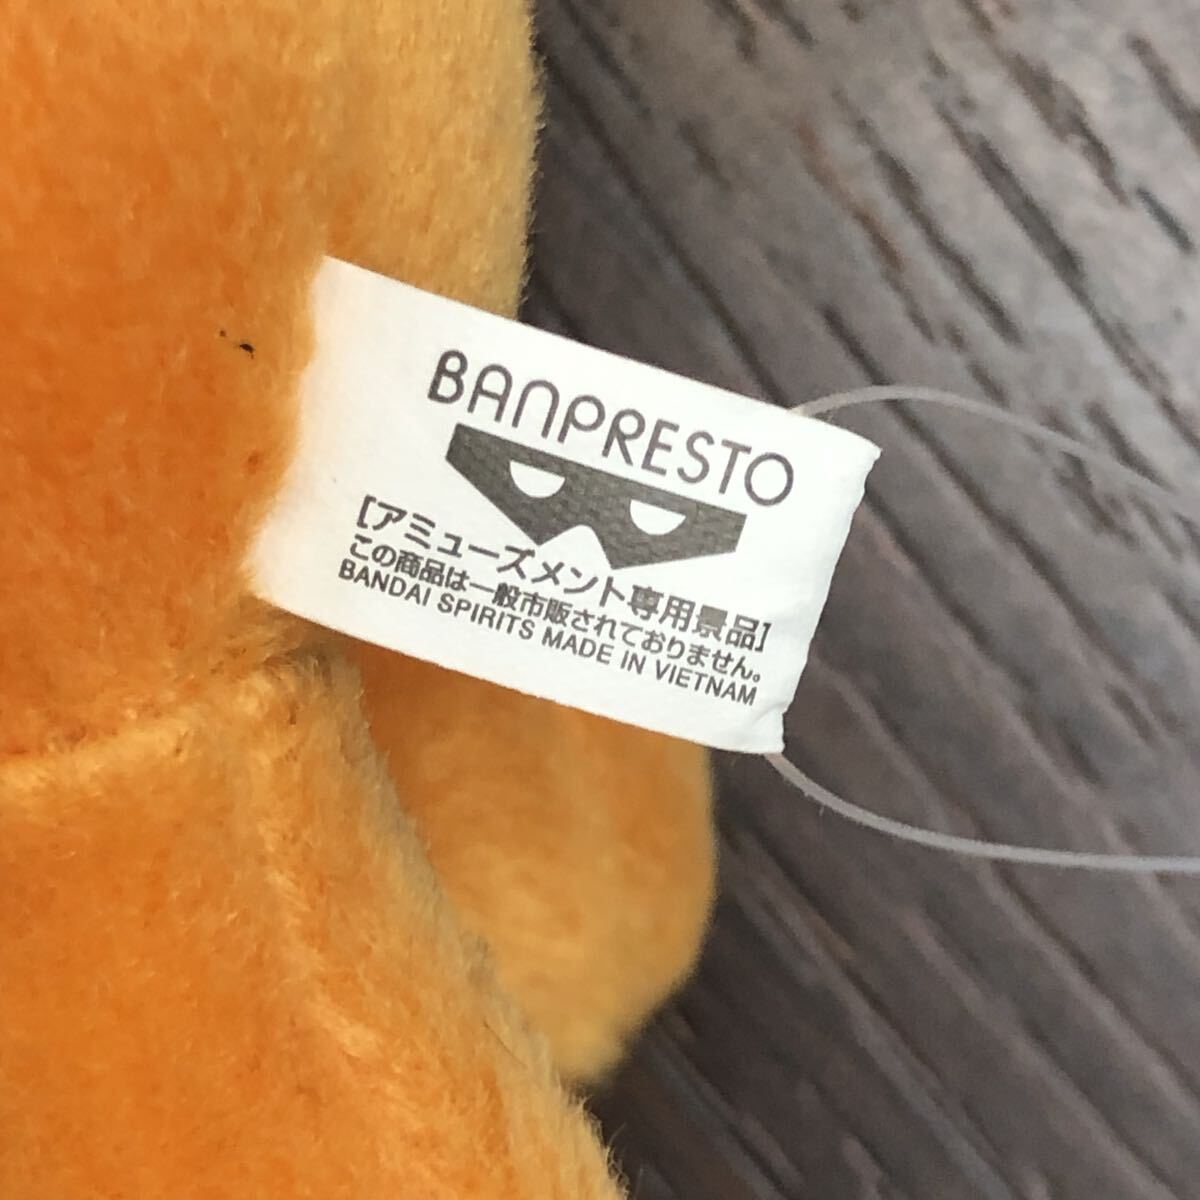 BANPRESTO
[アミューズメント専用景品]
この商品は一般市販されておりません。
BANDAI SPIRITS MADE IN VIETNAM